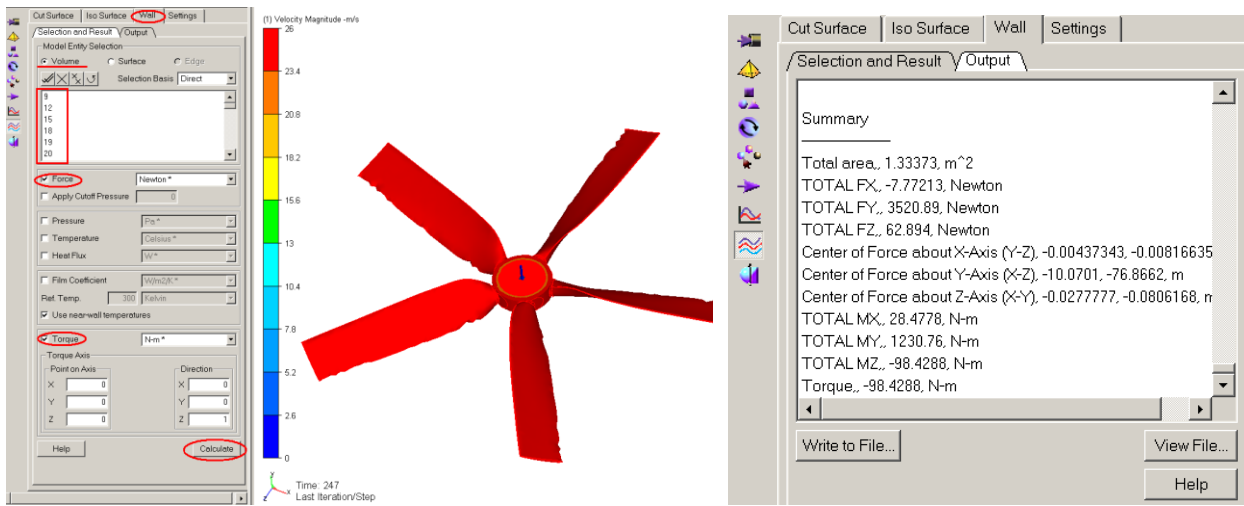 Cut Surface
Iso Surface
Wall
Settings
Selection and Result
Output
Model Entity Selection
Volume
Surface
Edge
Selection Basis
Direct
9
12
15
18
19
20
Force
Newton *
Apply Cutoff Pressure
0
Pressure
Pa *
Temperature
Celsius *
Heat Flux
W *
Film Coefficient
W/m2/K *
Ref. Temp.
300
Kelvin
Use near-wall temperatures
Torque
N-m *
Torque Axis
Point on Axis
Direction
X 0
X 0
Y 0
Y 0
Z 0
Z 1
Help
Calculate
(1) Velocity Magnitude -m/s
26
23.4
20.8
18.2
15.6
13
10.4
7.8
5.2
2.6
0
Y
X
Z
Time: 247
Last Iteration/Step
Cut Surface
Iso Surface
Wall
Settings
Selection and Result
Output
Summary
Total area,, 1.33373, m^2
TOTAL FX,, -7.77213, Newton
TOTAL FY,, 3520.89, Newton
TOTAL FZ,, 62.894, Newton
Center of Force about X-Axis (Y-Z), -0.00437343, -0.00816635
Center of Force about Y-Axis (X-Z), -10.0701, -76.8662, m
Center of Force about Z-Axis (X-Y), -0.0277777, -0.0806168,
TOTAL MX,, 28.4778, N-m
TOTAL MY,, 1230.76, N-m
TOTAL MZ,, -98.4288, N-m
Torque,, -98.4288, N-m
Write to File...
View File...
Help